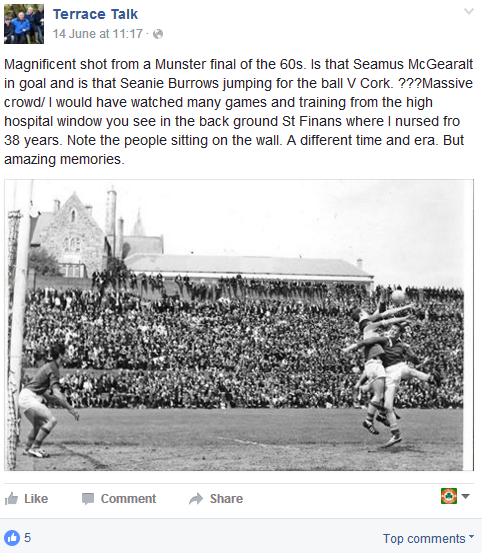 Terrace Talk
14 June at 11:17 ·
Magnificent shot from a Munster final of the 60s. Is that Seamus McGearalt
in goal and is that Seanie Burrows jumping for the ball V Cork. ???Massive
crowd/ I would have watched many games and training from the high
hospital window you see in the back ground St Finans where I nursed fro
38 years. Note the people sitting on the wall. A different time and era. But
amazing memories.
Like Comment Share
5 Top comments